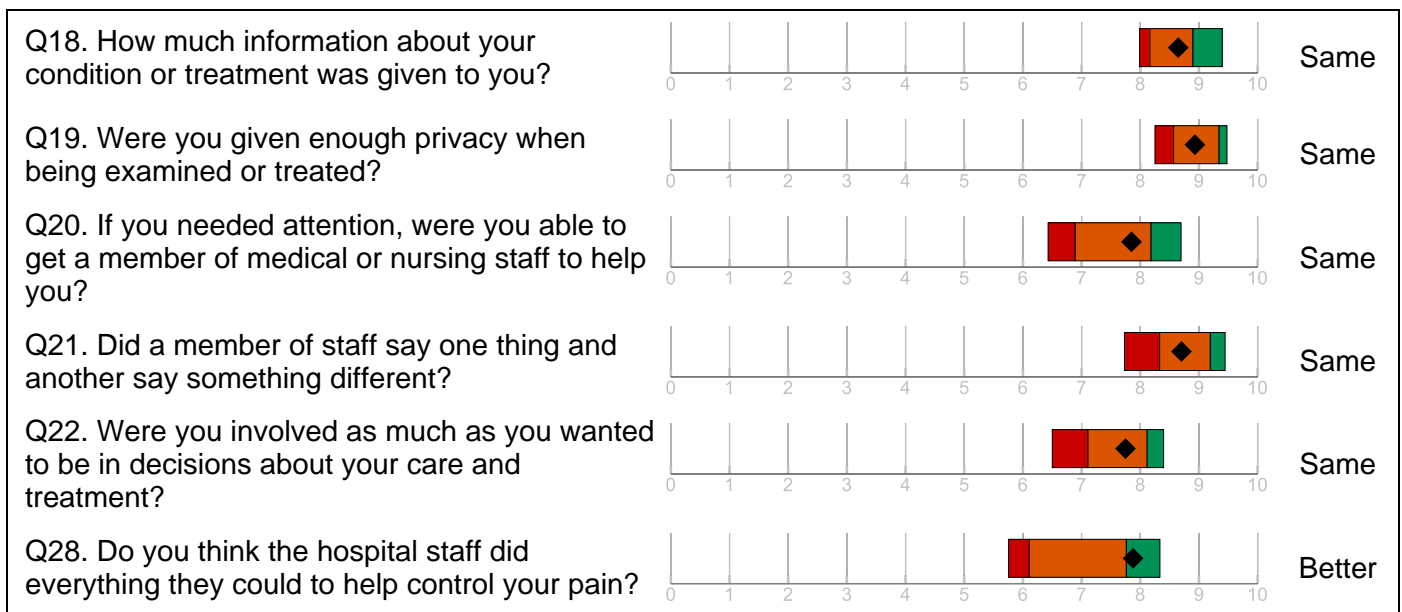 Q18. How much information about your
condition or treatment was given to you?
0 1 2 3 4 5 6 7 8 9 10
Same
Q19. Were you given enough privacy when
being examined or treated?
0 1 2 3 4 5 6 7 8 9 10
Same
Q20. If you needed attention, were you able to
get a member of medical or nursing staff to help
you?
0 1 2 3 4 5 6 7 8 9 10
Same
Q21. Did a member of staff say one thing and
another say something different?
0 1 2 3 4 5 6 7 8 9 10
Same
Q22. Were you involved as much as you wanted
to be in decisions about your care and
treatment?
0 1 2 3 4 5 6 7 8 9 10
Same
Q28. Do you think the hospital staff did
everything they could to help control your pain?
0 1 2 3 4 5 6 7 8 9 10
Better